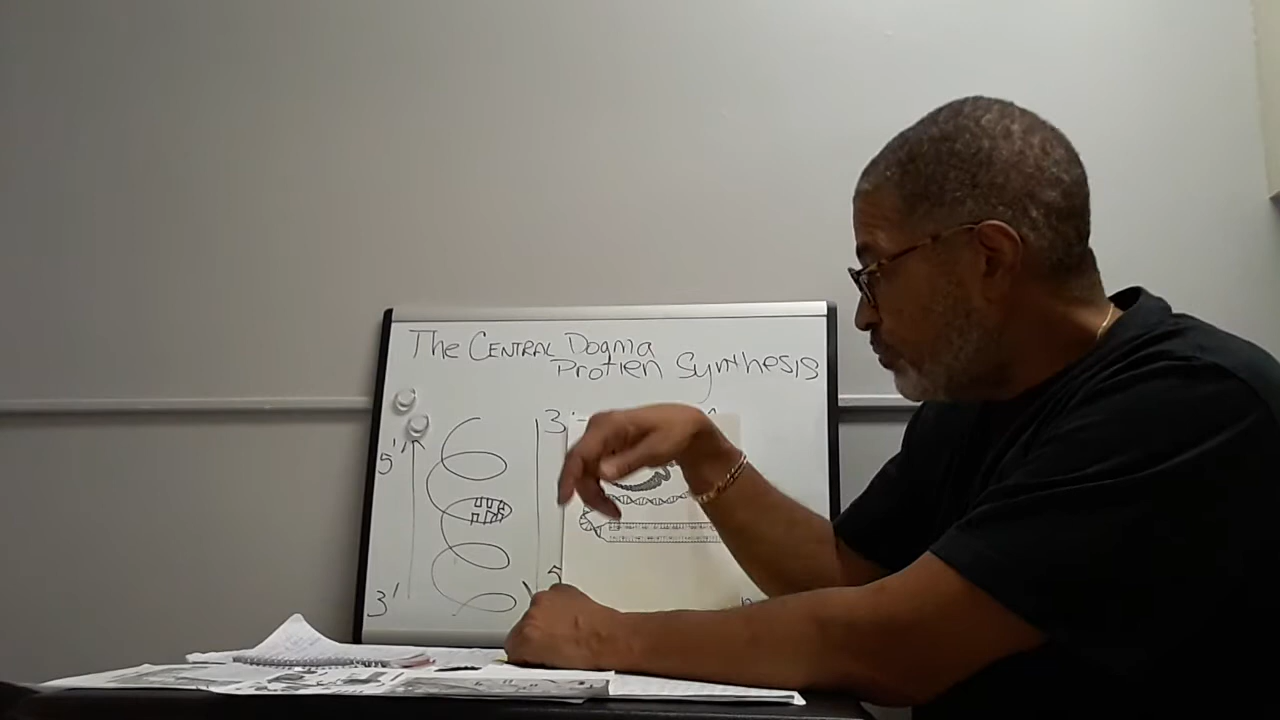 The CENTRAL Dogma
Protien Synthesis
5'
3
3'
5